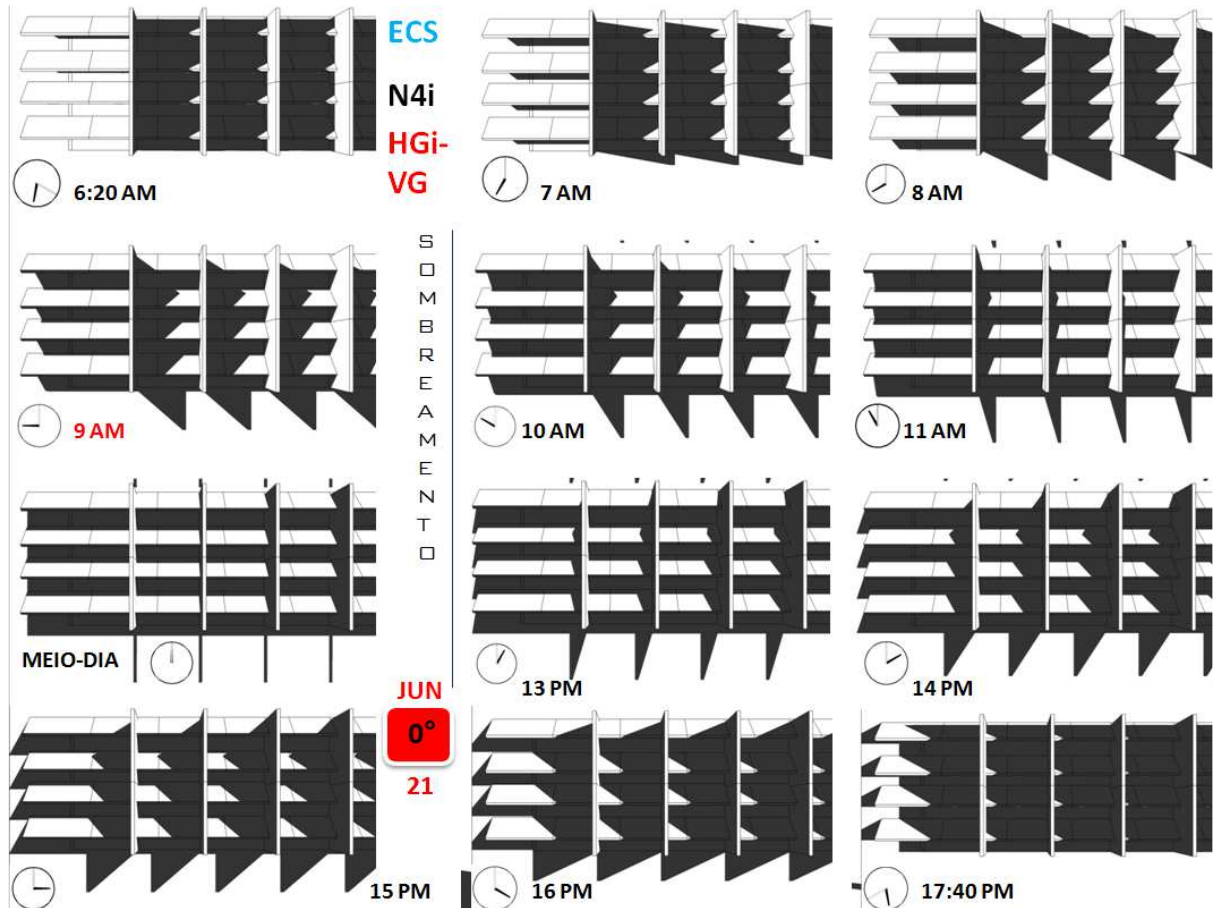 ECS
N4i
HGi-
VG
6:20 AM
7 AM
8 AM
SOMBREAMENTO
9 AM
10 AM
11 AM
MEIO-DIA
13 PM
14 PM
JUN
0°
21
15 PM
16 PM
17:40 PM